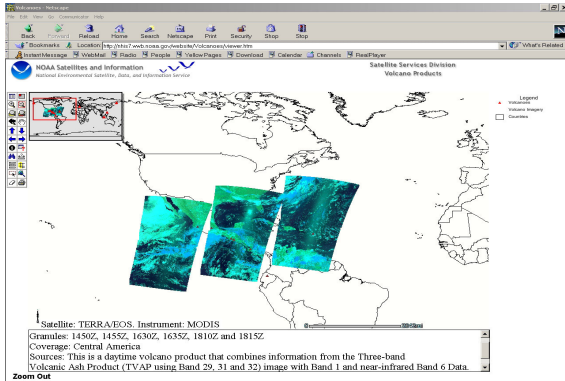 Volcanoes - Netscape
File Edit View Go Communicator Help
Back Forward Reload Home Search Netscape Print Security Shop Stop
Bookmarks Location: http://nhis7.wwb.noaa.gov/website/Volcanoes/viewer.htm What's Related
Instant Message WebMail Radio People Yellow Pages Download Calendar Channels RealPlayer
NOAA Satellites and Information
National Environmental Satellite, Data, and Information Service
Satellite Services Division
Volcano Products
Legend
Volcanoes
Volcano Imagery
Countries
Satellite: TERRA/EOS. Instrument: MODIS
Granules: 1450Z, 1455Z, 1630Z, 1635Z, 1810Z and 1815Z
Coverage: Central America
Sources: This is a daytime volcano product that combines information from the Three-band
Volcanic Ash Product (TVAP using Band 29, 31 and 32) image with Band 1 and near-infrared Band 6 Data.
Zoom Out